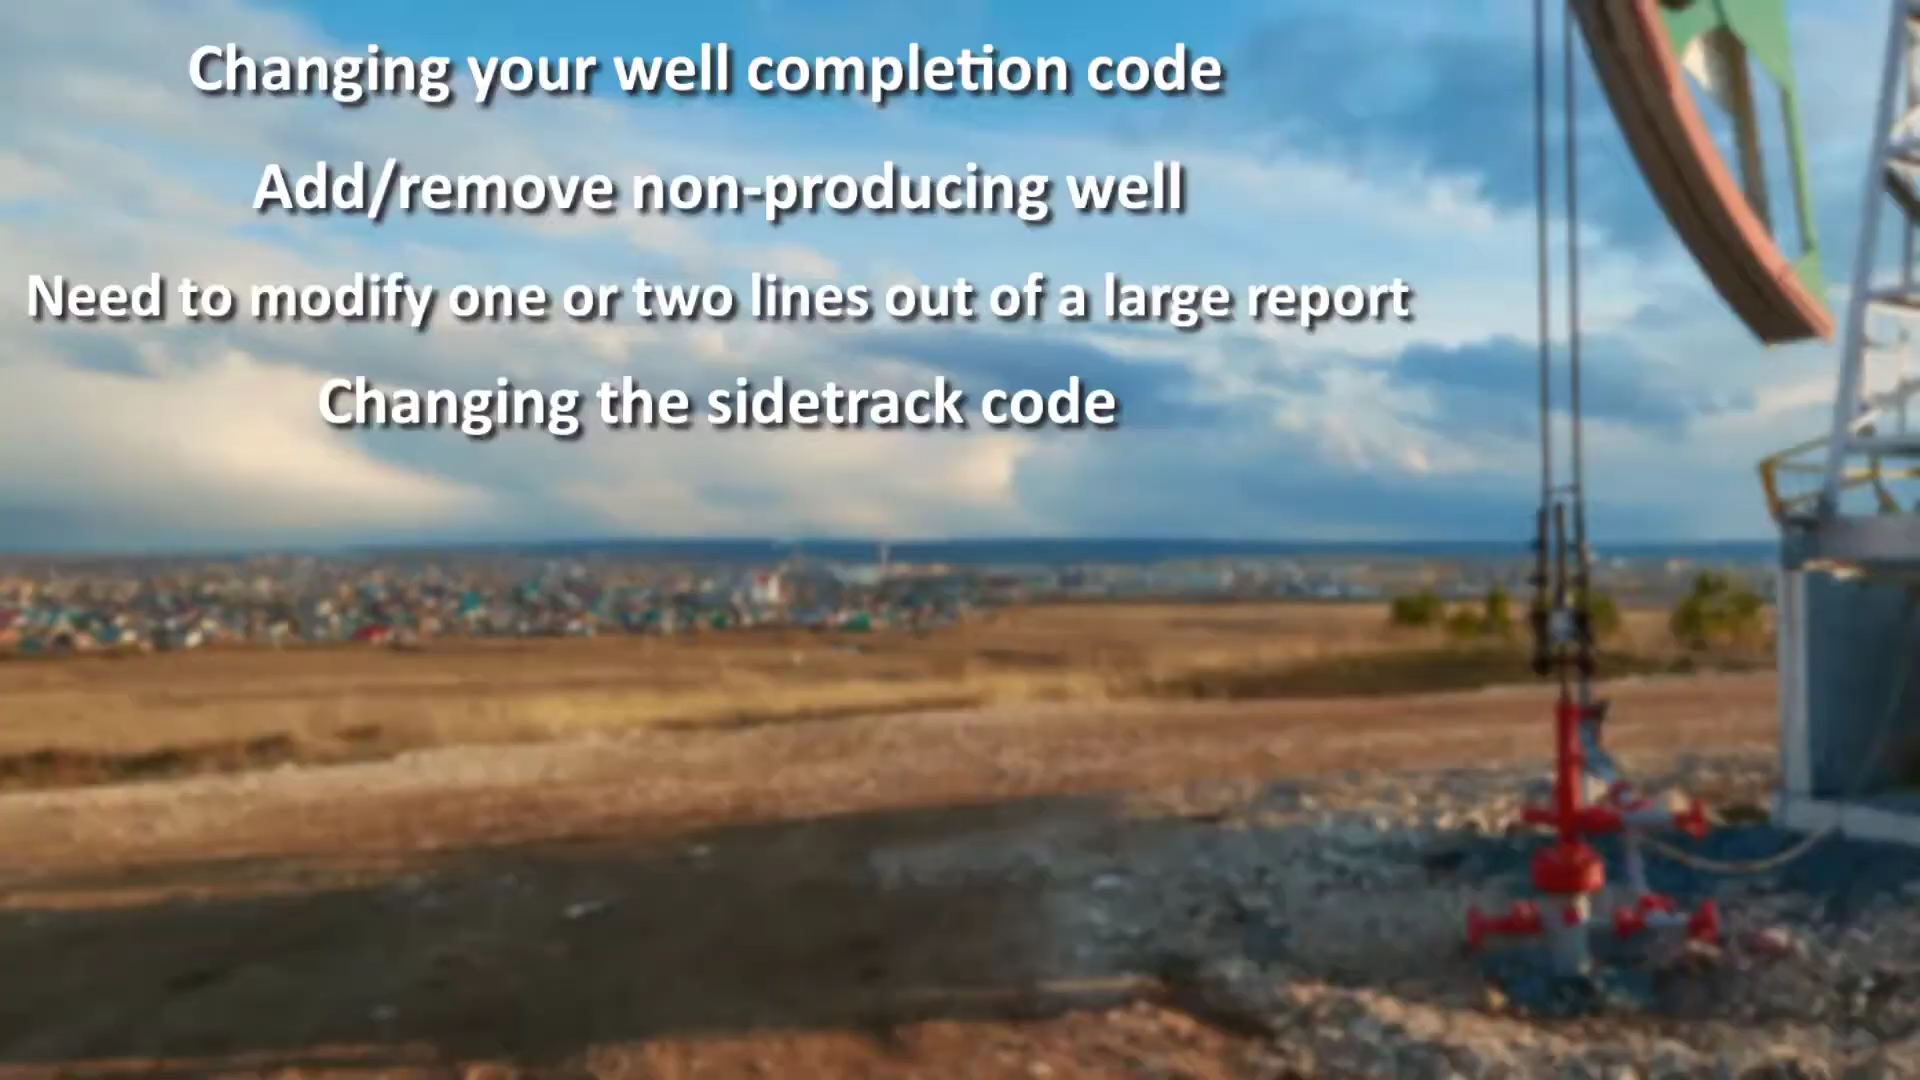 Changing your well completion code
Add/remove non-producing well
Need to modify one or two lines out of a large report
Changing the sidetrack code